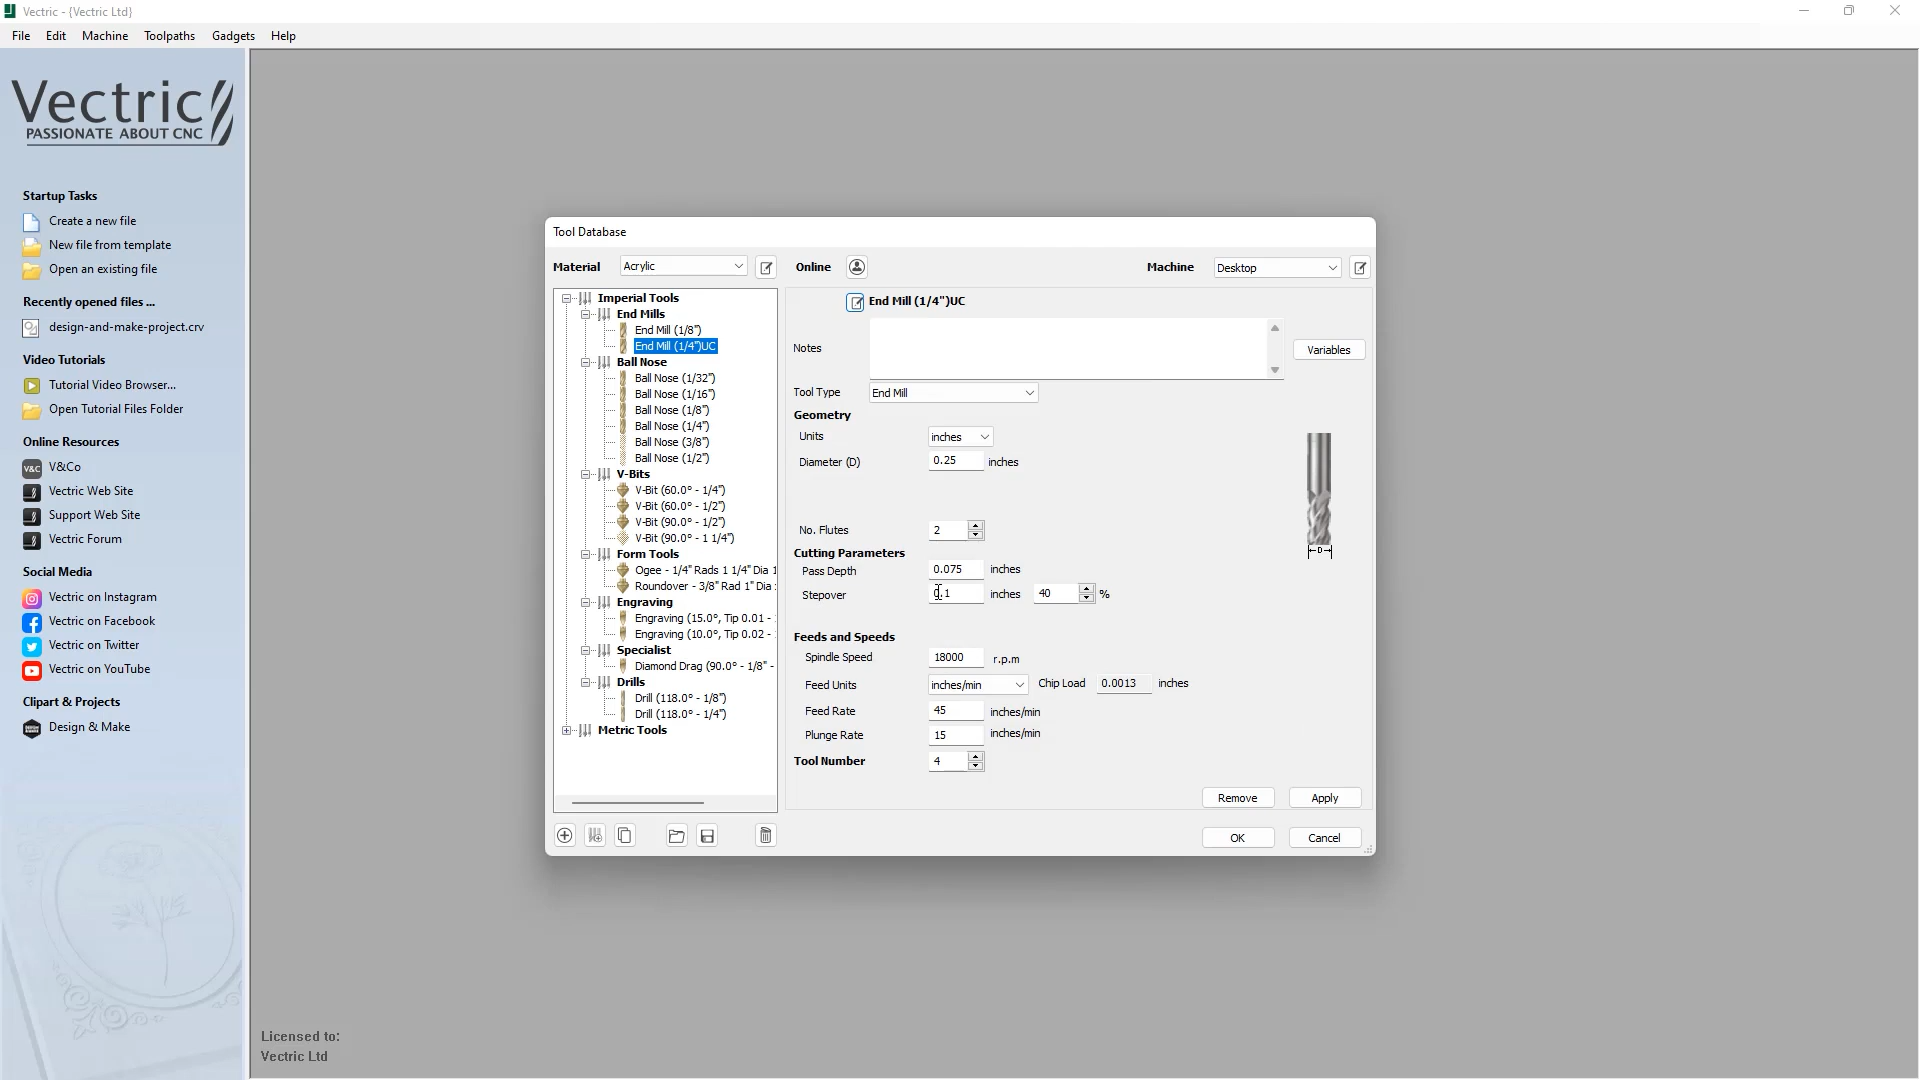 Vectric - {Vectric Ltd}
File Edit Machine Toolpaths Gadgets Help
Vectric
PASSIONATE ABOUT CNC
Startup Tasks
Create a new file
New file from template
Open an existing file
Recently opened files ...
design-and-make-project.crv
Video Tutorials
Tutorial Video Browser...
Open Tutorial Files Folder
Online Resources
V&C V&Co
Vectric Web Site
Support Web Site
Vectric Forum
Social Media
Vectric on Instagram
Vectric on Facebook
Vectric on Twitter
Vectric on YouTube
Clipart & Projects
Design & Make
Licensed to:
Vectric Ltd
Tool Database
Material Acrylic Online Machine Desktop
Imperial Tools
End Mills
End Mill (1/8")
End Mill (1/4")UC
Ball Nose
Ball Nose (1/32")
Ball Nose (1/16")
Ball Nose (1/8")
Ball Nose (1/4")
Ball Nose (3/8")
Ball Nose (1/2")
V-Bits
V-Bit (60.0° - 1/4")
V-Bit (60.0° - 1/2")
V-Bit (90.0° - 1/2")
V-Bit (90.0° - 1 1/4")
Form Tools
Ogee - 1/4" Rads 1 1/4" Dia 1
Roundover - 3/8" Rad 1" Dia :
Engraving
Engraving (15.0°, Tip 0.01 -
Engraving (10.0°, Tip 0.02 -
Specialist
Diamond Drag (90.0° - 1/8" -
Drills
Drill (118.0° - 1/8")
Drill (118.0° - 1/4")
Metric Tools
End Mill (1/4")UC
Notes
Variables
Tool Type End Mill
Geometry
Units inches
Diameter (D) 0.25 inches
No. Flutes 2
D
Cutting Parameters
Pass Depth 0.075 inches
Stepover 0.1 inches 40 %
Feeds and Speeds
Spindle Speed 18000 r.p.m
Feed Units inches/min Chip Load 0.0013 inches
Feed Rate 45 inches/min
Plunge Rate 15 inches/min
Tool Number 4
Remove Apply
OK Cancel